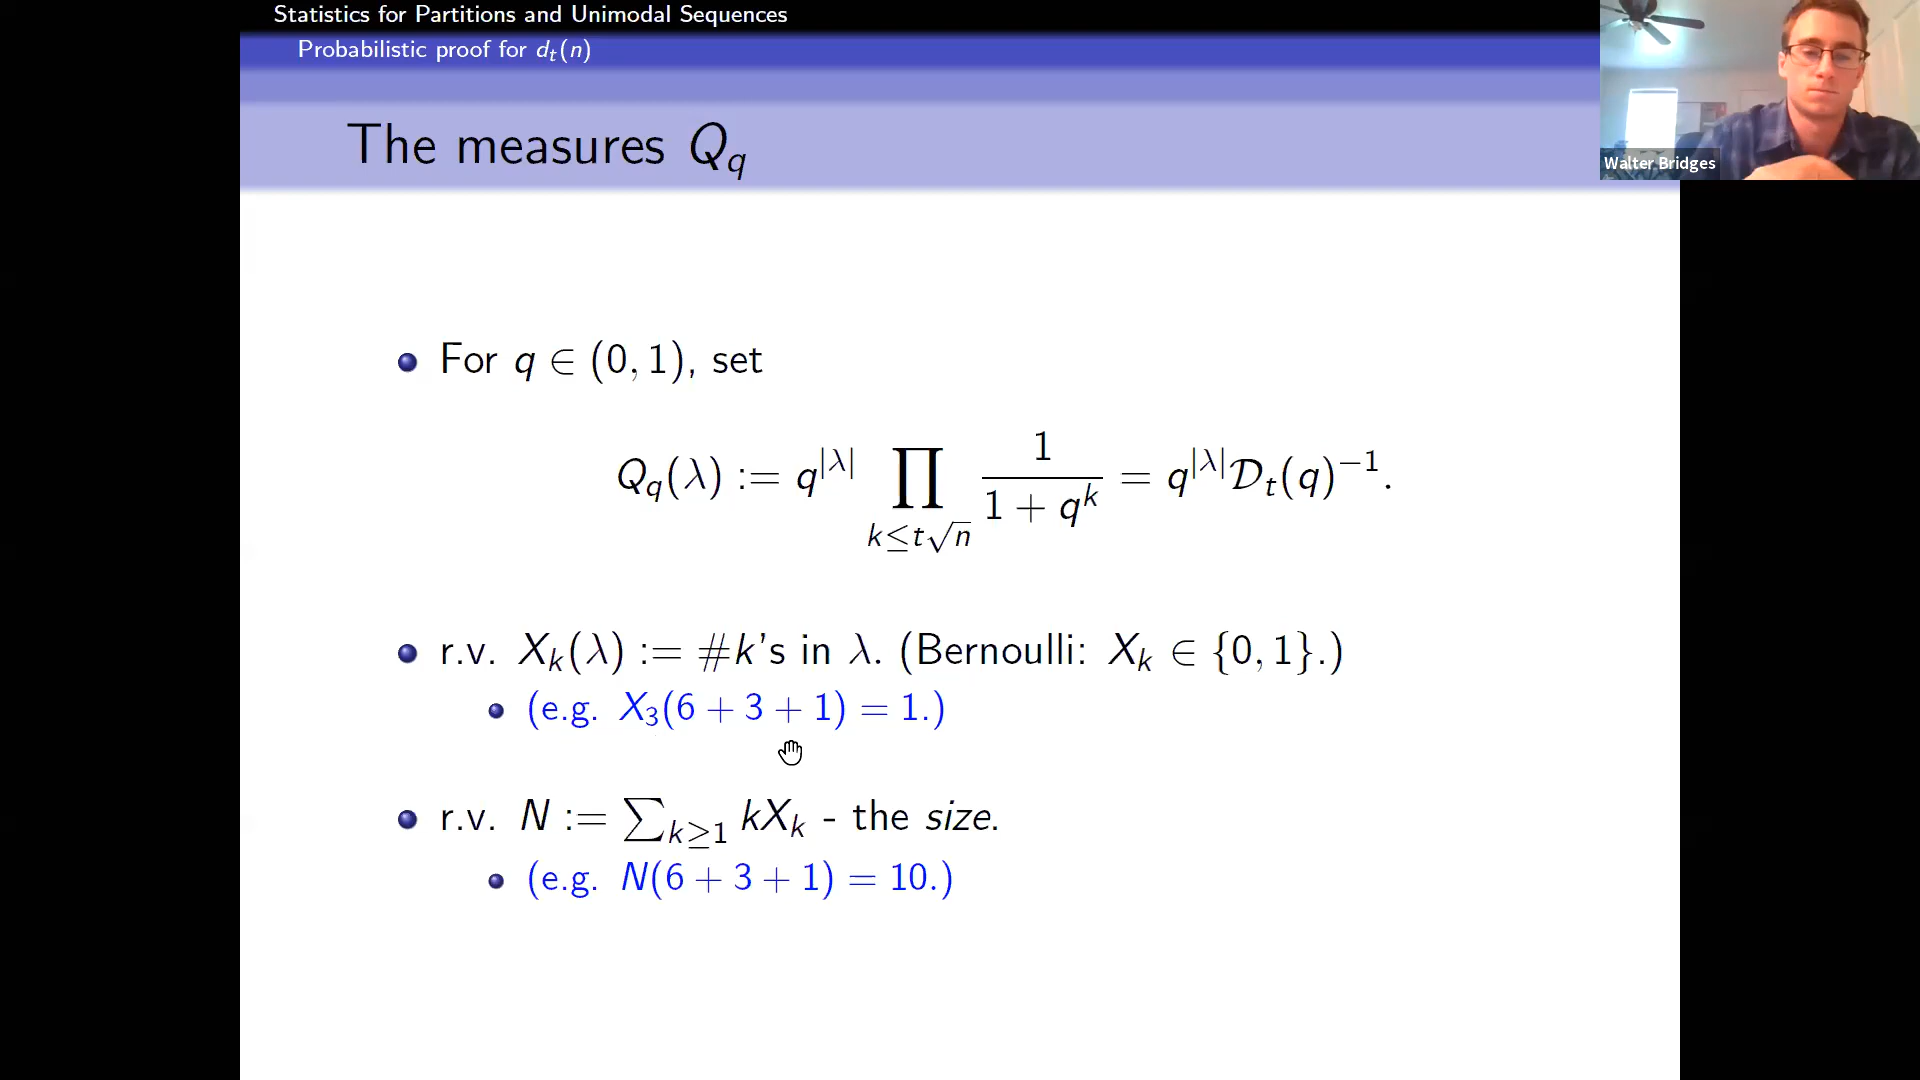 Statistics for Partitions and Unimodal Sequences
Probabilistic proof for d_t(n)
The measures Q_q
Walter Bridges
For q ∈ (0, 1), set
Q_q(λ) := q^{|λ|} ∏_{k≤t√n} \frac{1}{1 + q^k} = q^{|λ|} 𝒟_t(q)^{−1}.
r.v. X_k(λ) := #k's in λ. (Bernoulli: X_k ∈ {0, 1}.)
(e.g. X_3(6 + 3 + 1) = 1.)
r.v. N := ∑_{k≥1} kX_k - the size.
(e.g. N(6 + 3 + 1) = 10.)